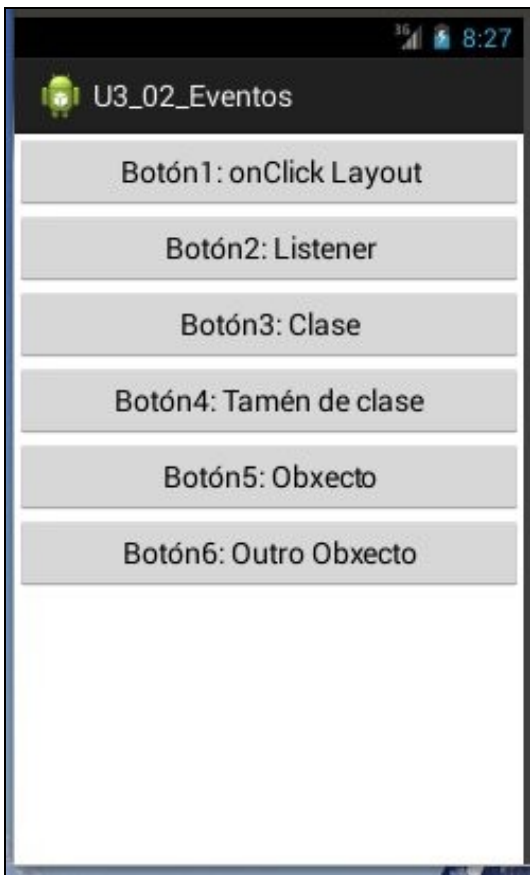 3G 8:27
U3_02_Eventos
Botón1: onClick Layout
Botón2: Listener
Botón3: Clase
Botón4: Tamén de clase
Botón5: Obxecto
Botón6: Outro Obxecto